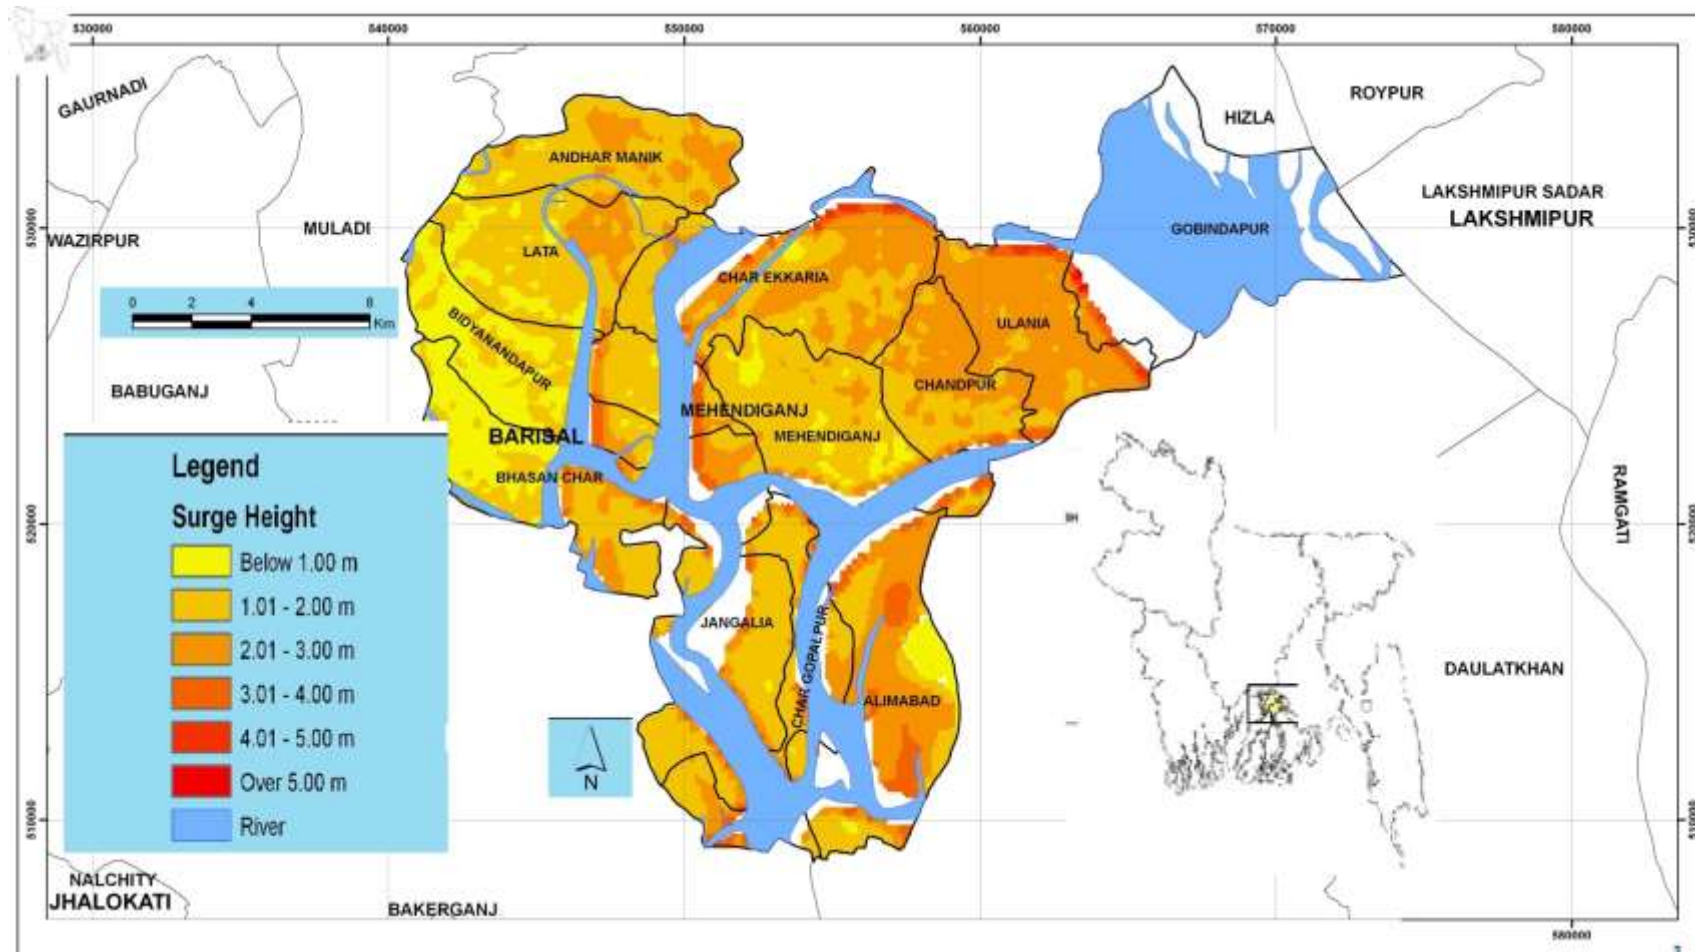 530000 540000 550000 560000 570000 580000
GAURNADI
ROYPUR
HIZLA
ANDHAR MANIK
LAKSHMIPUR SADAR
LAKSHMIPUR
WAZIRPUR
MULADI
530000
GOBINDAPUR
LATA
CHAR EKKARIA
0 2 4 8
Km
BIDYANANDAPUR
ULANIA
BABUGANJ
CHANDPUR
MEHENDIGANJ
MEHENDIGANJ
BARISAL
BHASAN CHAR
RAMGATI
520000
Legend
Surge Height
Below 1.00 m
1.01 - 2.00 m
2.01 - 3.00 m
3.01 - 4.00 m
4.01 - 5.00 m
Over 5.00 m
River
JANGALIA
CHAR GOPALPUR
ALIMABAD
DAULATKHAN
N
510000
NALCHITY
JHALOKATI
BAKERGANJ
580000